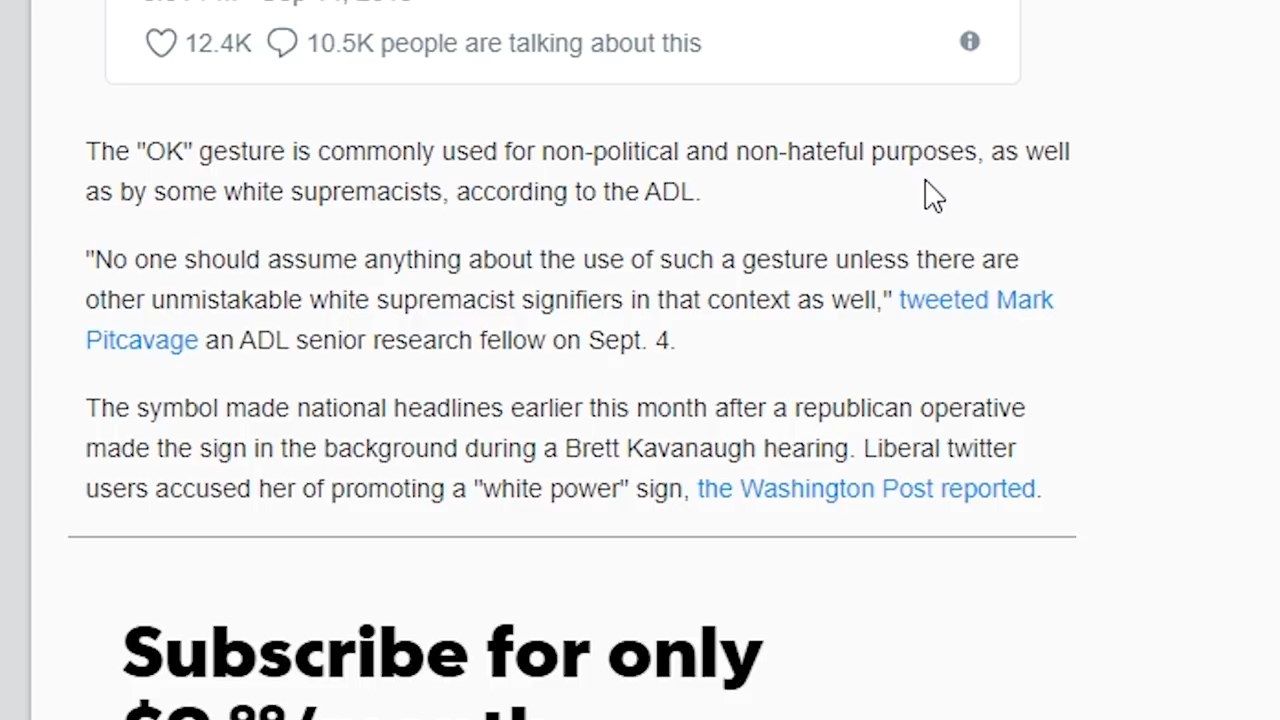 12.4K 10.5K people are talking about this
The "OK" gesture is commonly used for non-political and non-hateful purposes, as well
as by some white supremacists, according to the ADL.
"No one should assume anything about the use of such a gesture unless there are
other unmistakable white supremacist signifiers in that context as well," tweeted Mark
Pitcavage an ADL senior research fellow on Sept. 4.
The symbol made national headlines earlier this month after a republican operative
made the sign in the background during a Brett Kavanaugh hearing. Liberal twitter
users accused her of promoting a "white power" sign, the Washington Post reported.
Subscribe for only